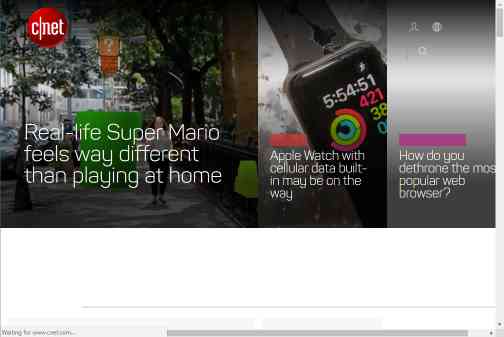 c|net
?
Real-life Super Mario
feels way different
than playing at home
5:54:51
421
38
Apple Watch with
cellular data built-
in may be on the
way
How do you
dethrone the mos
popular web
browser?
Waiting for www.cnet.com...